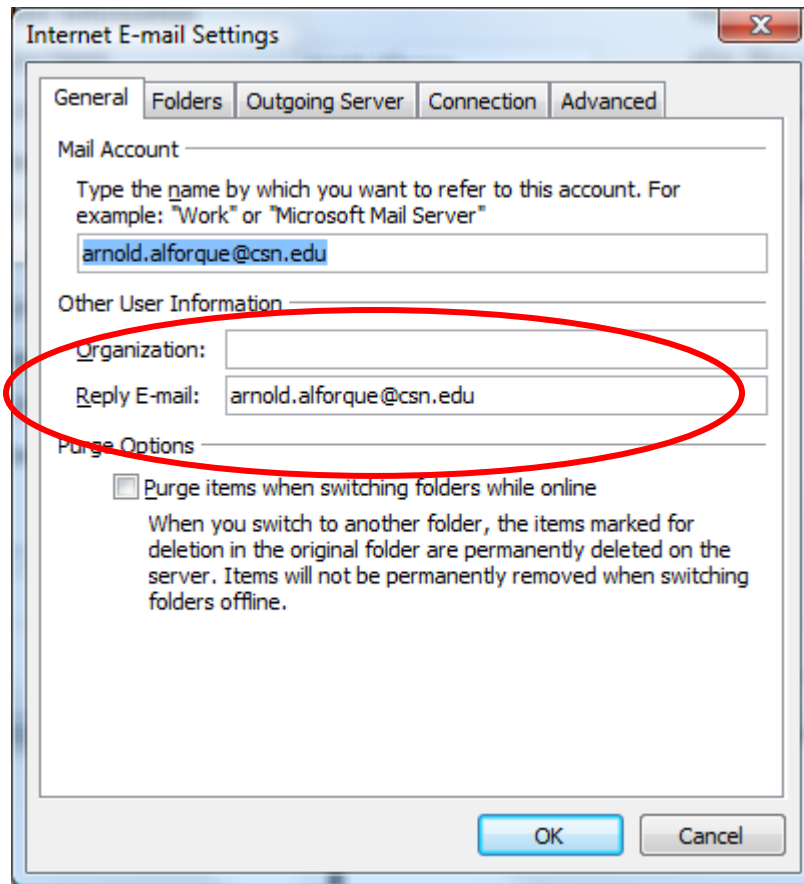 Internet E-mail Settings
General Folders Outgoing Server Connection Advanced
Mail Account
Type the name by which you want to refer to this account. For
example: "Work" or "Microsoft Mail Server"
arnold.alforque@csn.edu
Other User Information
Organization:
Reply E-mail: arnold.alforque@csn.edu
Purge Options
Purge items when switching folders while online
When you switch to another folder, the items marked for
deletion in the original folder are permanently deleted on the
server. Items will not be permanently removed when switching
folders offline.
OK Cancel